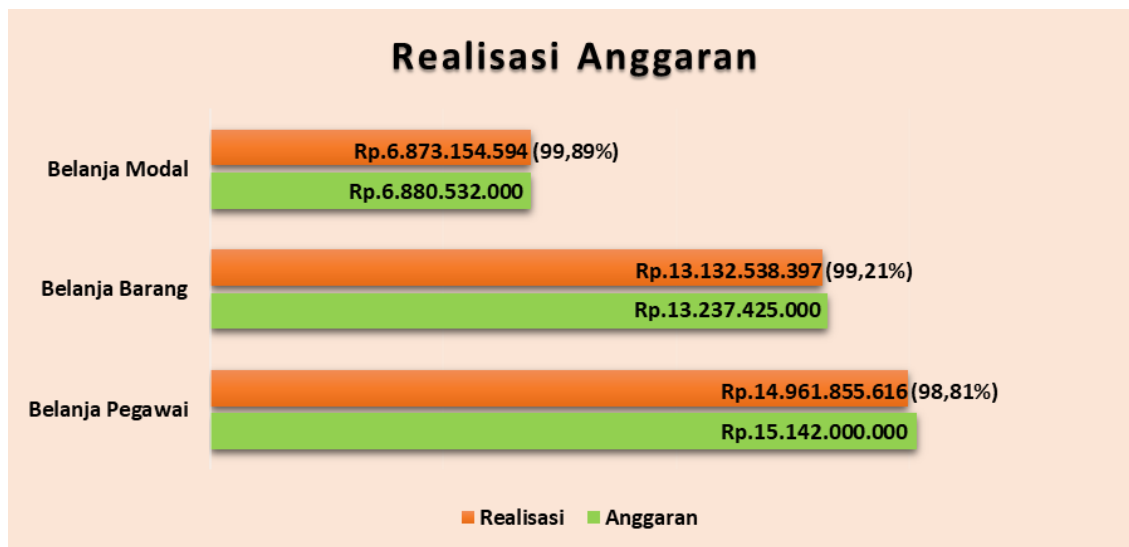 Realisasi Anggaran
Belanja Modal
Rp.6.873.154.594 (99,89%)
Rp.6.880.532.000
Belanja Barang
Rp.13.132.538.397 (99,21%)
Rp.13.237.425.000
Belanja Pegawai
Rp.14.961.855.616 (98,81%)
Rp.15.142.000.000
Realisasi Anggaran